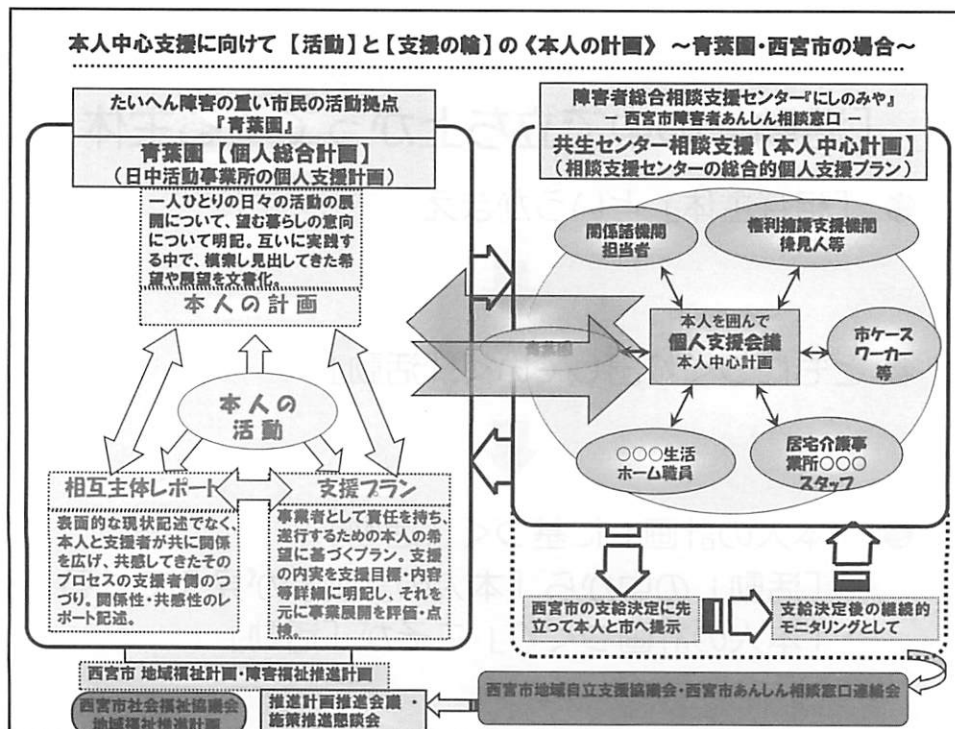 本人中心支援に向けて【活動】と【支援の輪】の《本人の計画》 ～青葉園・西宮市の場合～
たいへん障害の重い市民の活動拠点
『青葉園』
青葉園【個人総合計画】
（日中活動事業所の個人支援計画）
一人ひとりの日々の活動の展
開について、望む暮らしの意向
について明記。互いに実践す
る中で、模索し見出してきた希
望や展望を文書化。
本人の計画
本人の
活動
相互主体レポート
表面的な現状記述でなく、
本人と支援者が共に関係
を広げ、共感してきたその
プロセスの支援者側のつ
づり。関係性・共感性のレ
ポート記述。
支援プラン
事業者として責任を持ち、
遂行するための本人の希
望に基づくプラン。支援
の内実を支援目標・内容
等詳細に明記し、それを
元に事業展開を評価・点
検。
障害者総合相談支援センター『にしのみや』
－ 西宮市障害者あんしん相談窓口 －
共生センター相談支援【本人中心計画】
（相談支援センターの総合的個人支援プラン）
関係諸機関
担当者
権利擁護支援機関
後見人等
青葉園
本人を囲んで
個人支援会議
本人中心計画
市ケース
ワーカー
等
○○○生活
ホーム職員
居宅介護事
業所○○○
スタッフ
西宮市の支給決定に先
立って本人と市へ提示
支給決定後の継続的
モニタリングとして
西宮市 地域福祉計画・障害福祉推進計画
西宮市社会福祉協議会
地域福祉推進計画
推進計画推進会議・
施策推進懇談会
西宮市地域自立支援協議会・西宮市あんしん相談窓口連絡会